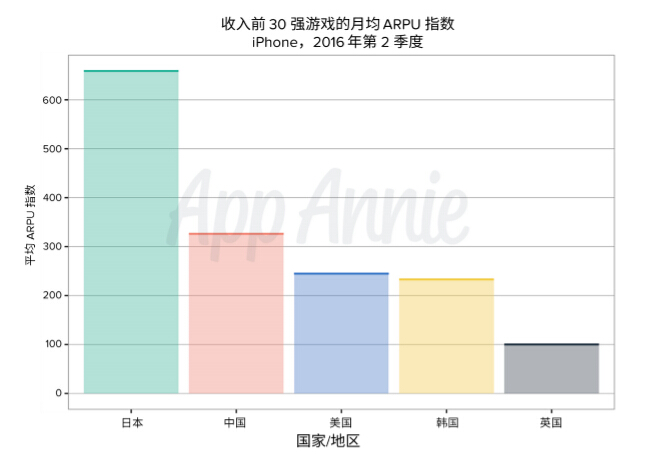 收入前 30 强游戏的月均 ARPU 指数
iPhone，2016 年第 2 季度
平均 ARPU 指数
600
500
400
300
200
100
0
App Annie
日本
中国
美国
韩国
英国
国家/地区